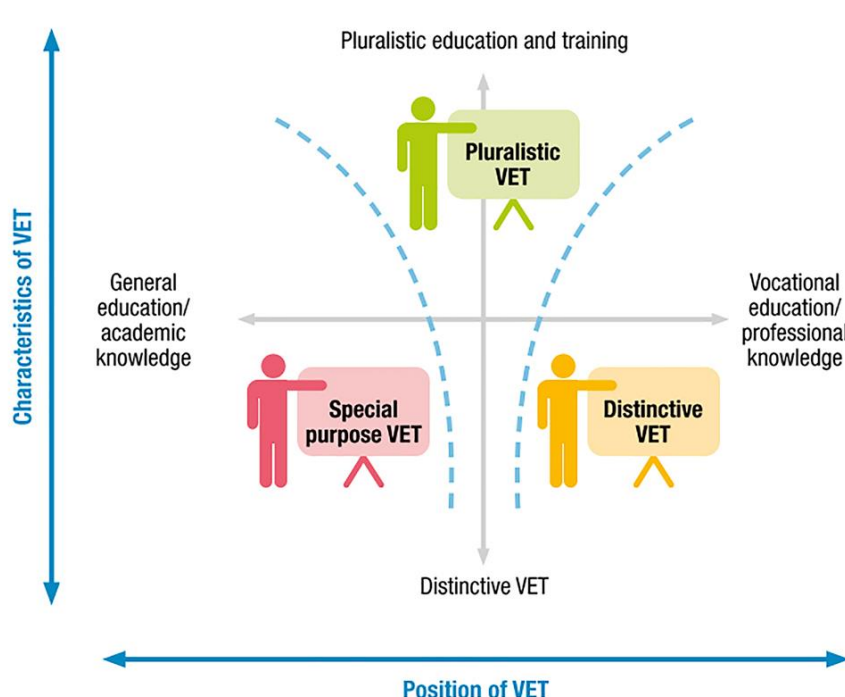 Pluralistic education and training
Pluralistic
VET
Characteristics of VET
General
education/
academic
knowledge
Vocational
education/
professional
knowledge
Special
purpose VET
Distinctive
VET
Distinctive VET
Position of VET